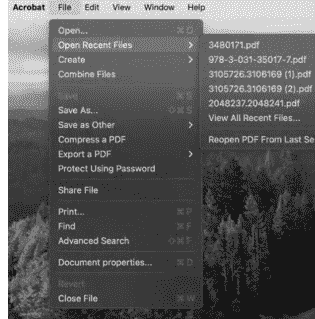 Acrobat File Edit View Window Help
Open... ⌘O
Open Recent Files >
3480171.pdf
978-3-031-35017-7.pdf
3105726.3106169 (1).pdf
3105726.3106169 (2).pdf
2048237.2048241.pdf
View All Recent Files...
Reopen PDF From Last Se
Create >
Combine Files
Save ⌘S
Save As... ⇧⌘S
Save as Other >
Compress a PDF
Export a PDF >
Protect Using Password
Share File
Print... ⌘P
Find ⌘F
Advanced Search ⇧⌘F
Document properties... ⌘D
Revert
Close File ⌘W